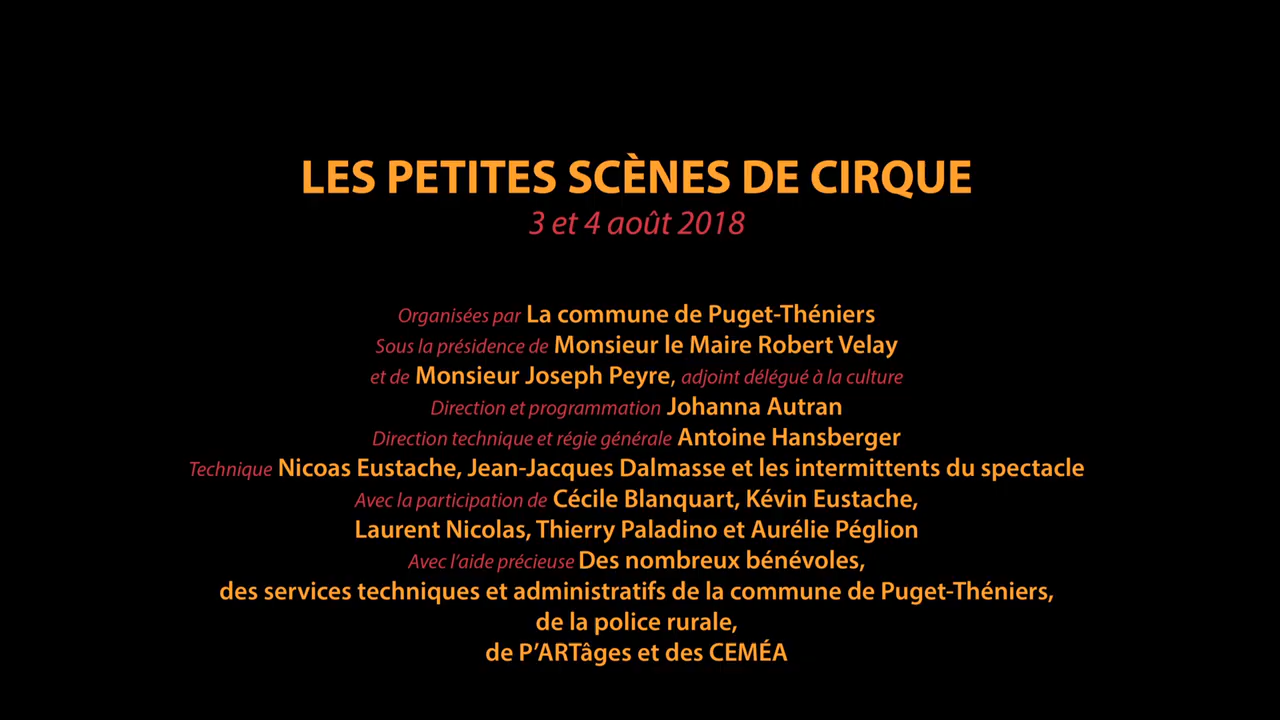 LES PETITES SCÈNES DE CIRQUE
3 et 4 août 2018
Organisées par La commune de Puget-Théniers
Sous la présidence de Monsieur le Maire Robert Velay
et de Monsieur Joseph Peyre, adjoint délégué à la culture
Direction et programmation Johanna Autran
Direction technique et régie générale Antoine Hansberger
Technique Nicoas Eustache, Jean-Jacques Dalmasse et les intermittents du spectacle
Avec la participation de Cécile Blanquart, Kévin Eustache,
Laurent Nicolas, Thierry Paladino et Aurélie Péglion
Avec l’aide précieuse Des nombreux bénévoles,
des services techniques et administratifs de la commune de Puget-Théniers,
de la police rurale,
de P’ARTâges et des CEMÉA